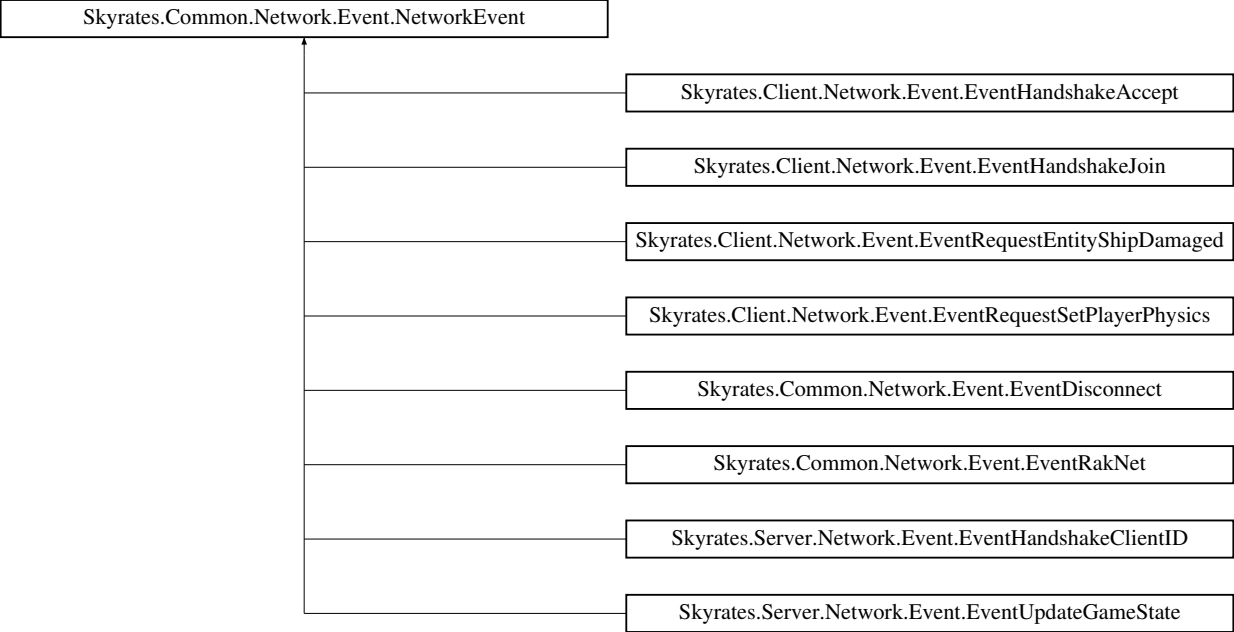 Skyrates.Common.Network.Event.NetworkEvent
Skyrates.Client.Network.Event.EventHandshakeAccept
Skyrates.Client.Network.Event.EventHandshakeJoin
Skyrates.Client.Network.Event.EventRequestEntityShipDamaged
Skyrates.Client.Network.Event.EventRequestSetPlayerPhysics
Skyrates.Common.Network.Event.EventDisconnect
Skyrates.Common.Network.Event.EventRakNet
Skyrates.Server.Network.Event.EventHandshakeClientID
Skyrates.Server.Network.Event.EventUpdateGameState